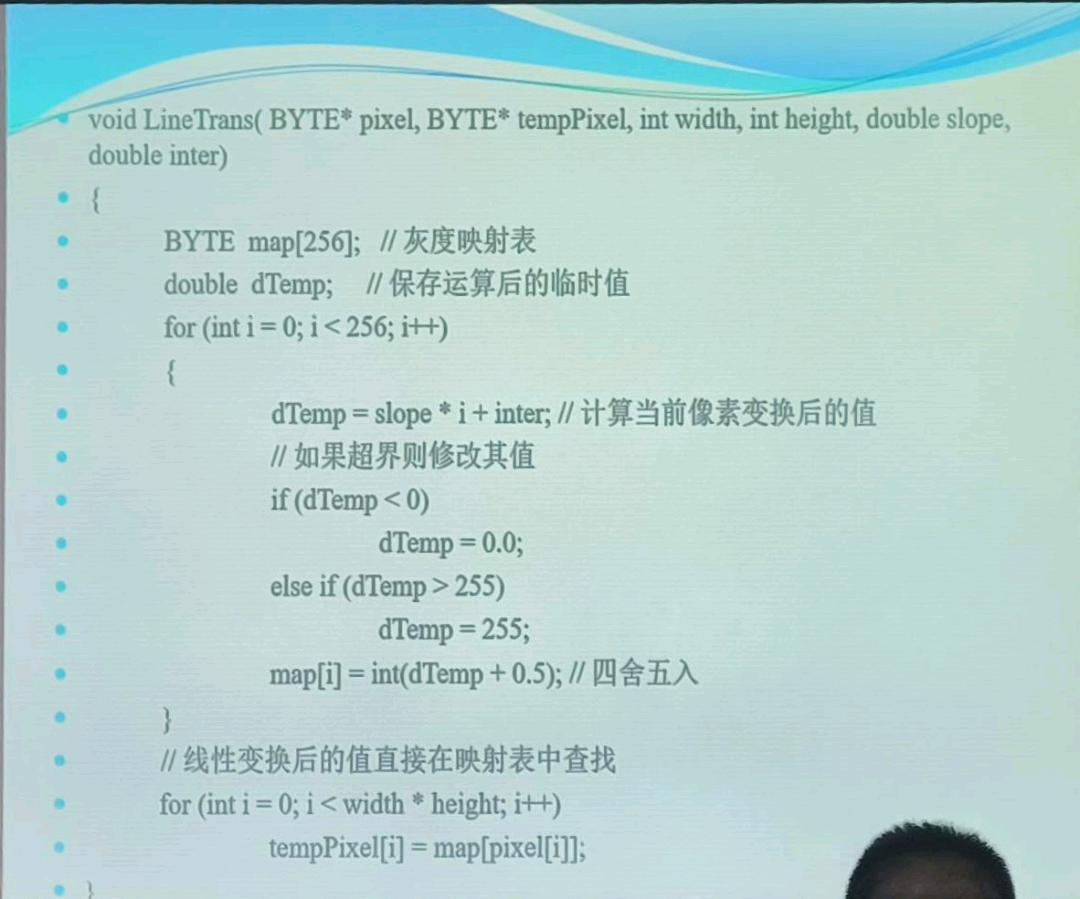 void LineTrans( BYTE* pixel, BYTE* tempPixel, int width, int height, double slope,
double inter)
{
BYTE map[256]; // 灰度映射表
double dTemp; // 保存运算后的临时值
for (int i = 0; i < 256; i++)
{
dTemp = slope * i + inter; // 计算当前像素变换后的值
// 如果超界则修改其值
if (dTemp < 0)
dTemp = 0.0;
else if (dTemp > 255)
dTemp = 255;
map[i] = int(dTemp + 0.5); // 四舍五入
}
// 线性变换后的值直接在映射表中查找
for (int i = 0; i < width * height; i++)
tempPixel[i] = map[pixel[i]];
}